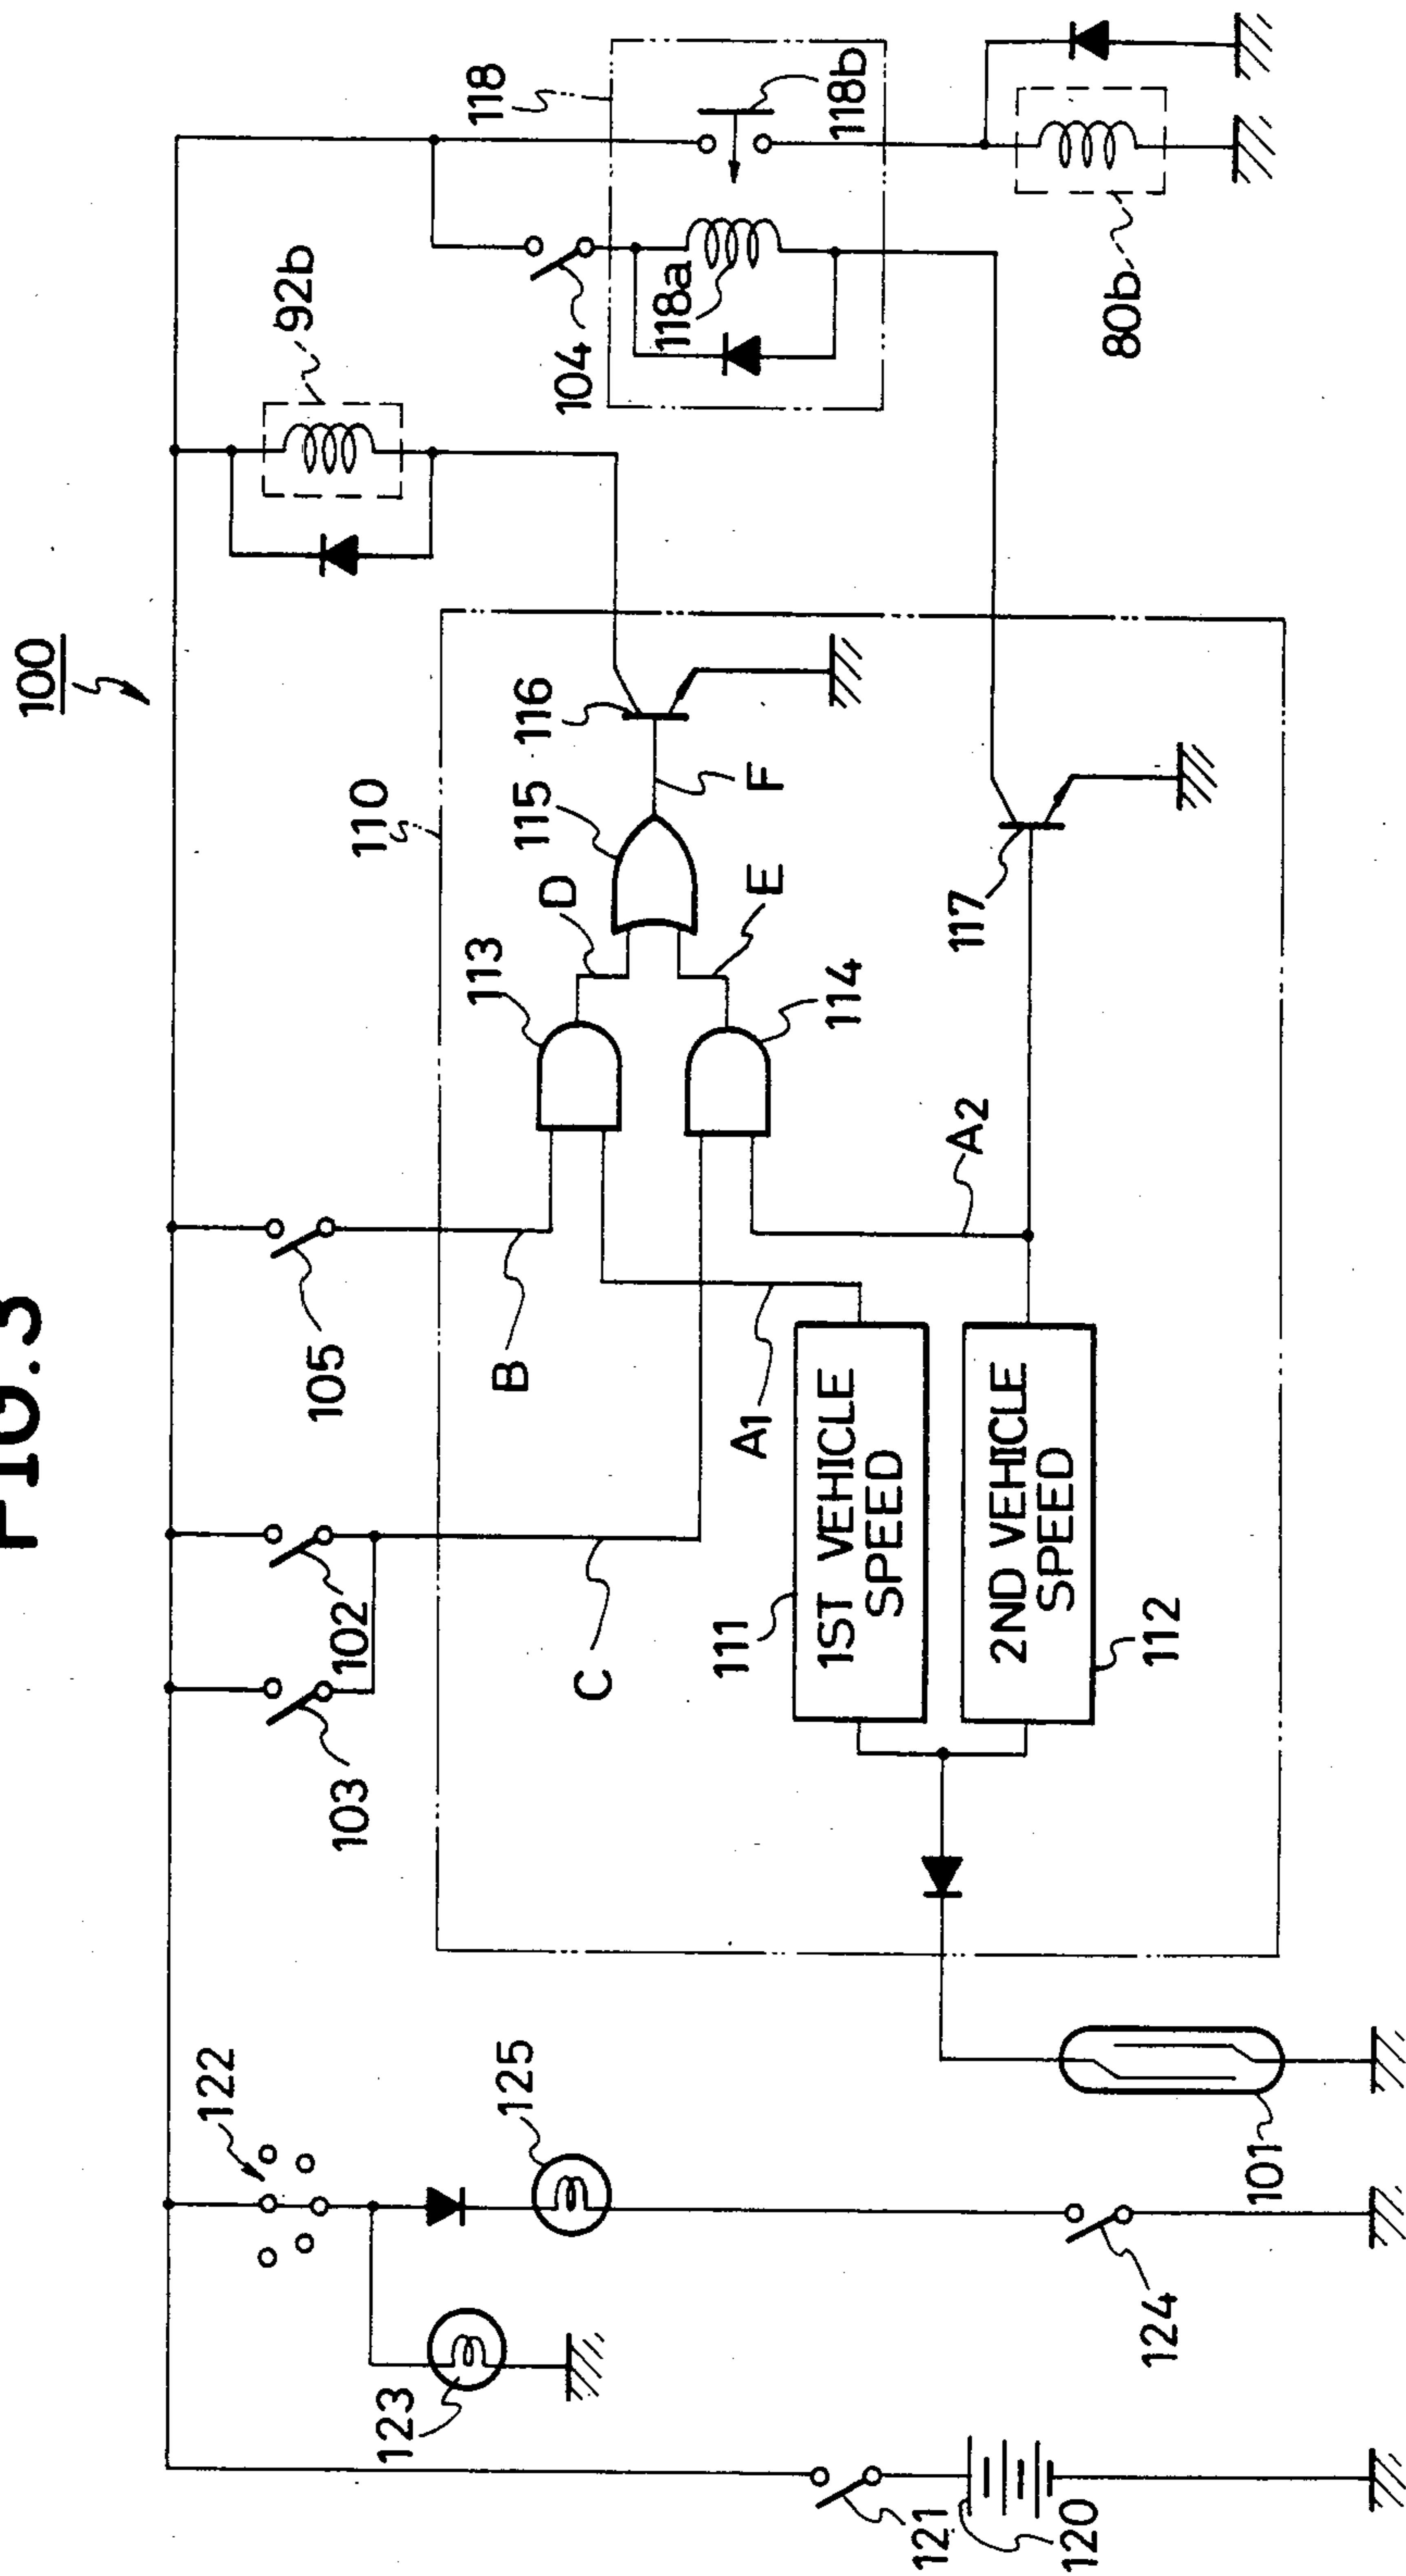 FIG.3
100
92b
118
118b
118a
104
80b
110
116
115
F
D
E
113
114
117
A2
105
B
A1
102
103
C
111
1ST VEHICLE
SPEED
2ND VEHICLE
SPEED
112
122
125
123
101
124
121
120